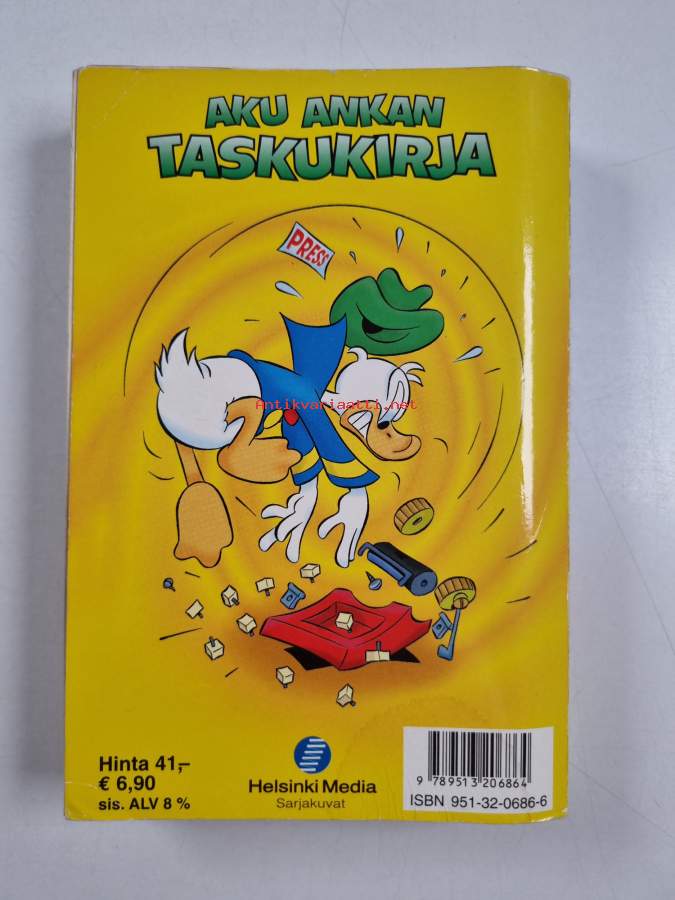 AKU ANKAN
TASKUKIRJA
PRESS
Antikvariaatti.net
Hinta 41,–
€ 6,90
sis. ALV 8 %
Helsinki Media
Sarjakuvat
9 789513 206864
ISBN 951-32-0686-6